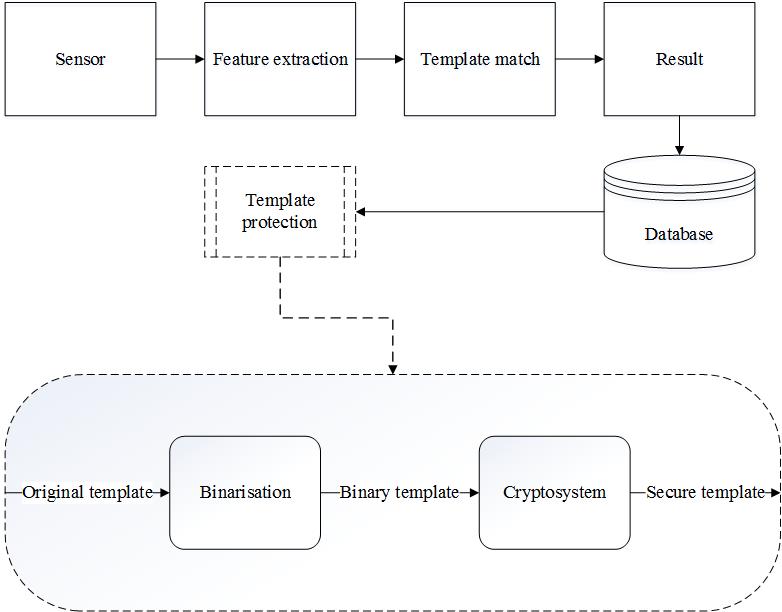 Sensor
Feature extraction
Template match
Result
Template
protection
Database
Original template
Binarisation
Binary template
Cryptosystem
Secure template